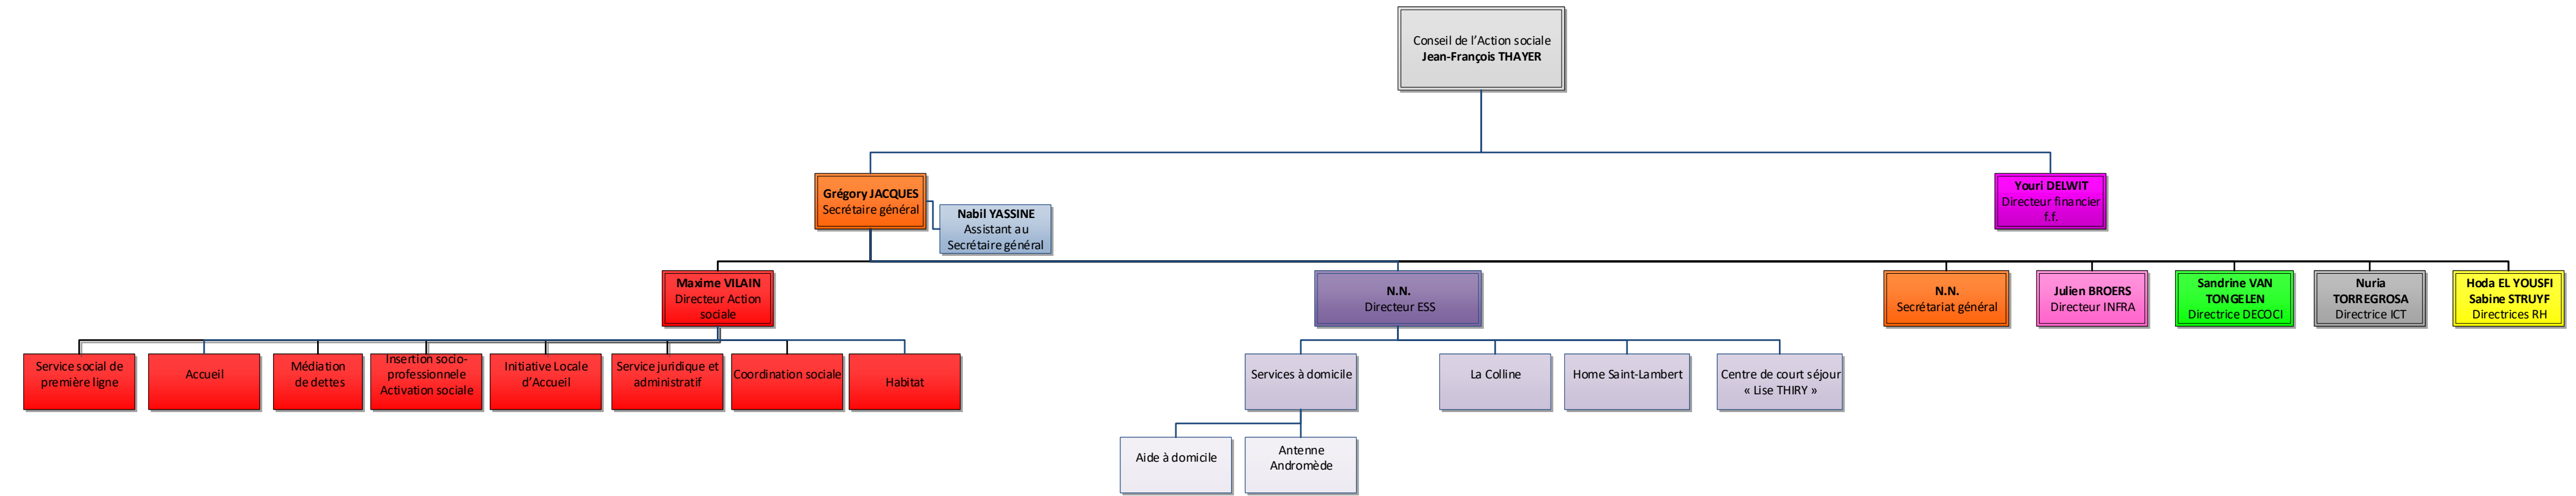 Conseil de l’Action sociale
Jean-François THAYER
Grégory JACQUES
Secrétaire général
Nabil YASSINE
Assistant au
Secrétaire général
Youri DELWIT
Directeur financier
f.f.
Maxime VILAIN
Directeur Action
sociale
N.N.
Directeur ESS
N.N.
Secrétariat général
Julien BROERS
Directeur INFRA
Sandrine VAN
TONGELEN
Directrice DECOCI
Nuria
TORREGROSA
Directrice ICT
Hoda EL YOUSFI
Sabine STRUYF
Directrices RH
Service social de
première ligne
Accueil
Médiation
de dettes
Insertion socio-
professionnele
Activation sociale
Initiative Locale
d’Accueil
Service juridique et
administratif
Coordination sociale
Habitat
Services à domicile
La Colline
Home Saint-Lambert
Centre de court séjour
« Lise THIRY »
Aide à domicile
Antenne
Andromède